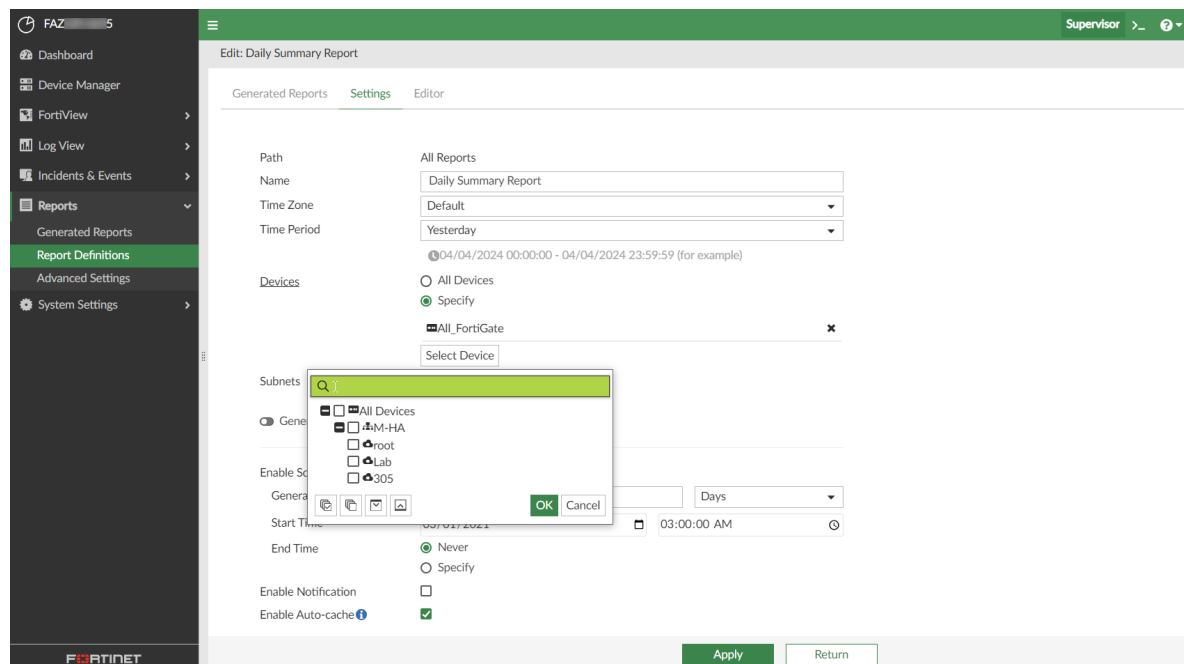 FAZ 5
Supervisor >_
Dashboard
Edit: Daily Summary Report
Device Manager
Generated Reports Settings Editor
FortiView
Log View
Path All Reports
Incidents & Events
Name Daily Summary Report
Reports
Time Zone Default
Generated Reports
Time Period Yesterday
Report Definitions
04/04/2024 00:00:00 - 04/04/2024 23:59:59 (for example)
Advanced Settings
Devices All Devices
System Settings
Specify
All_FortiGate
Select Device
Subnets
All Devices
Gene M-HA
root
Lab
Enable Sc 305
Genera Days
OK Cancel
Start Time 03:00:00 AM
End Time Never
Specify
Enable Notification
Enable Auto-cache
FORTINET
Apply Return